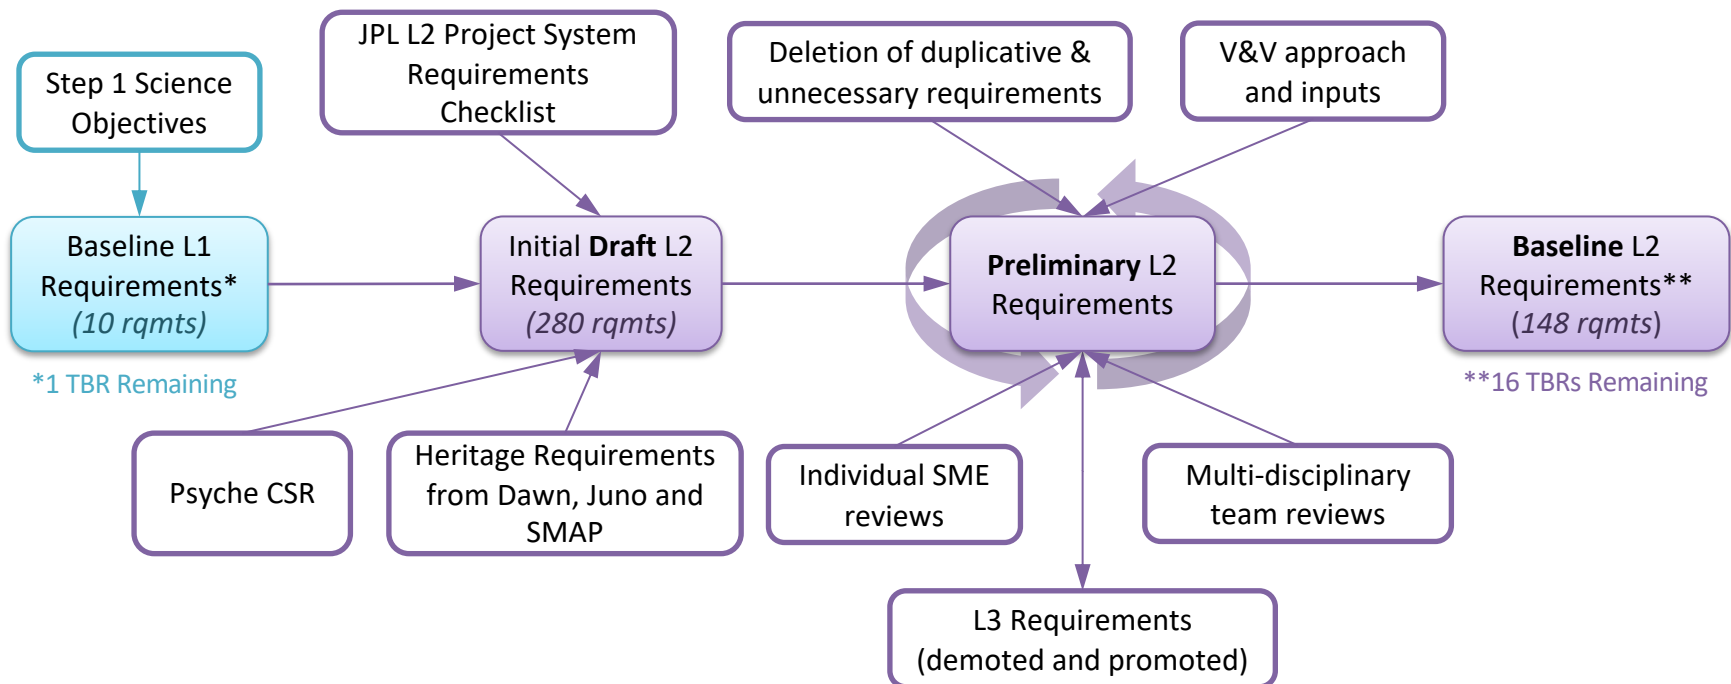 Step 1 Science
Objectives
JPL L2 Project System
Requirements
Checklist
Deletion of duplicative &
unnecessary requirements
V&V approach
and inputs
Baseline L1
Requirements*
(10 rqmts)
*1 TBR Remaining
Initial Draft L2
Requirements
(280 rqmts)
Preliminary L2
Requirements
Baseline L2
Requirements**
(148 rqmts)
**16 TBRs Remaining
Psyche CSR
Heritage Requirements
from Dawn, Juno and
SMAP
Individual SME
reviews
Multi-disciplinary
team reviews
L3 Requirements
(demoted and promoted)